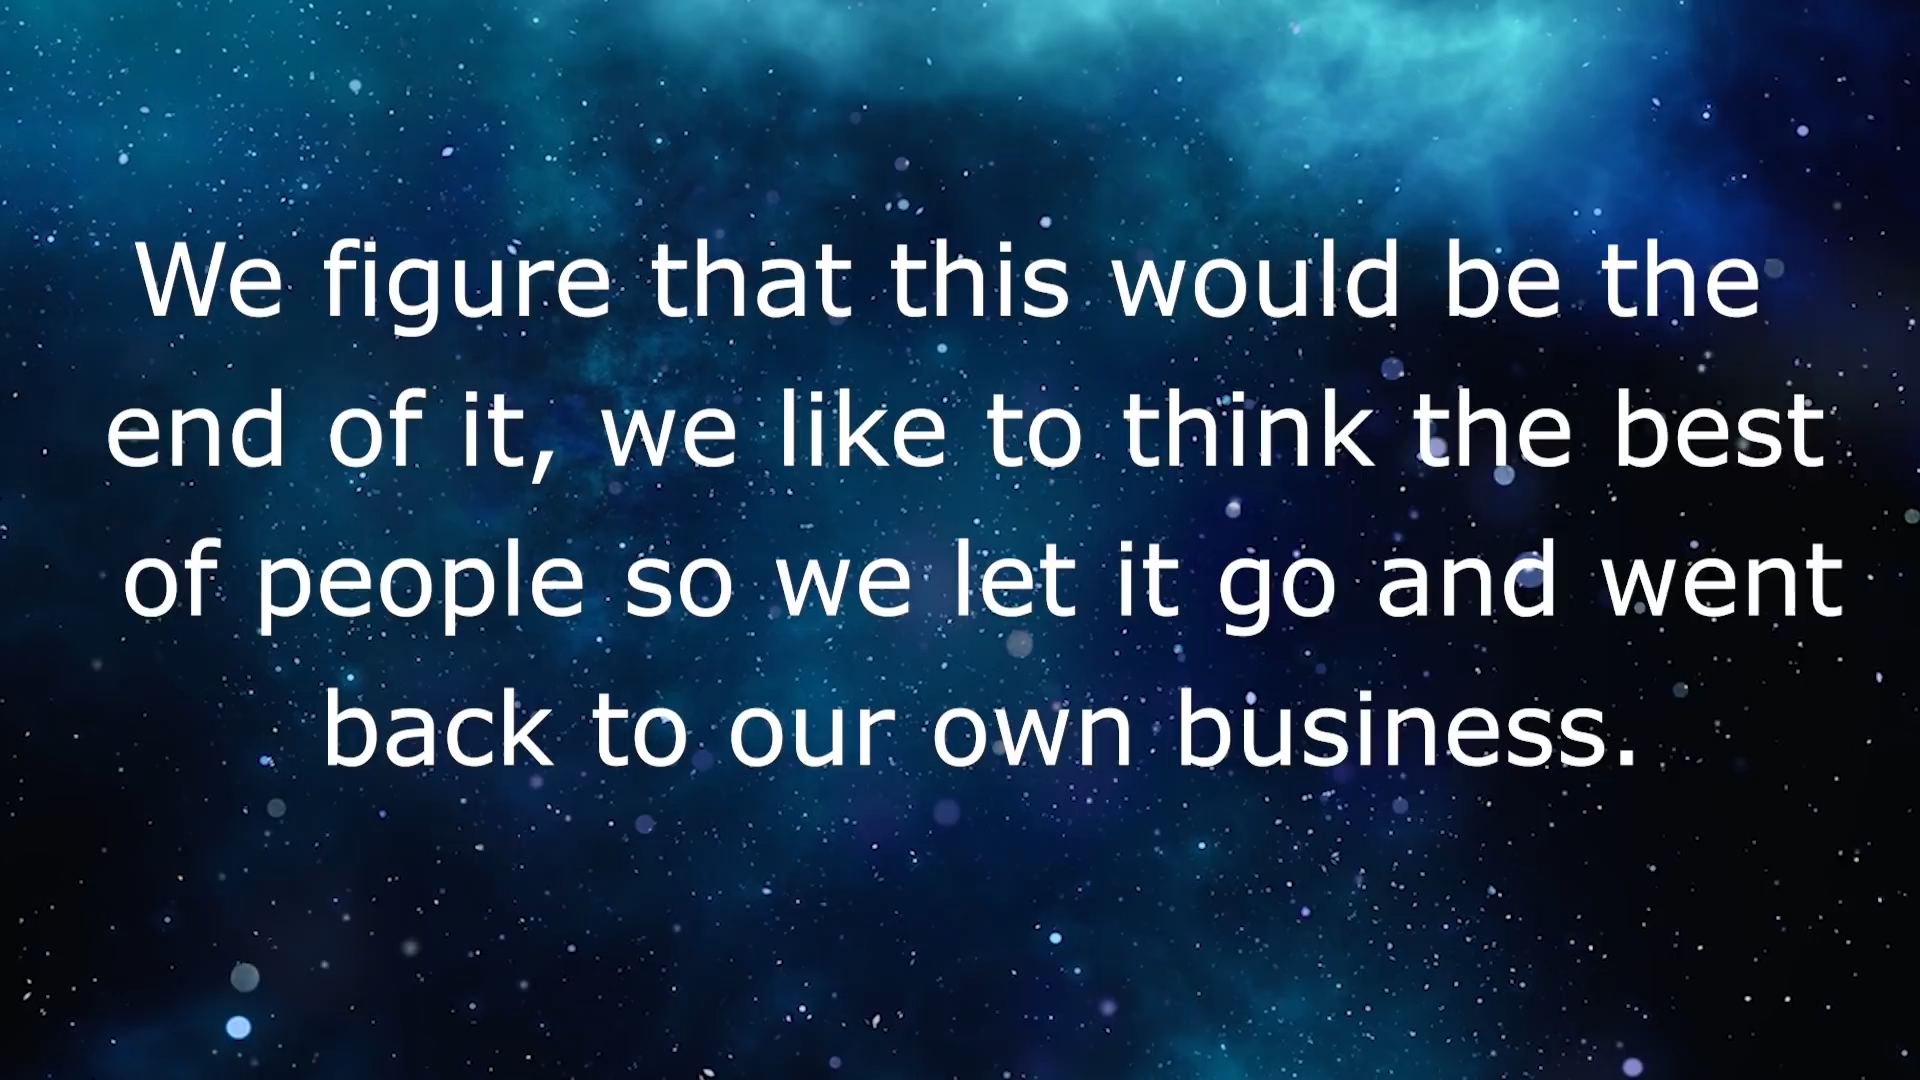 We figure that this would be the
end of it, we like to think the best
of people so we let it go and went
back to our own business.